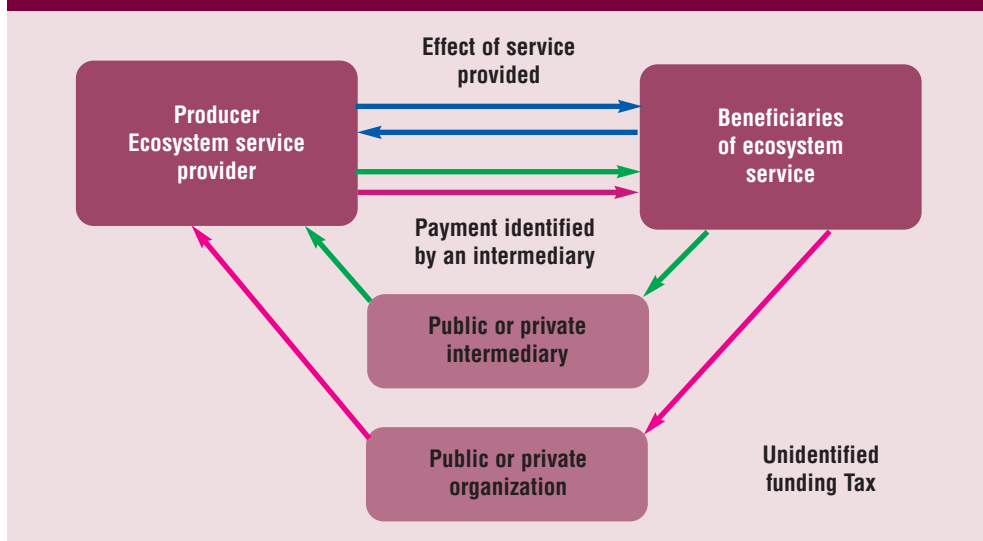 Effect of service
provided
Producer
Ecosystem service
provider
Beneficiaries
of ecosystem
service
Payment identified
by an intermediary
Public or private
intermediary
Public or private
organization
Unidentified
funding Tax